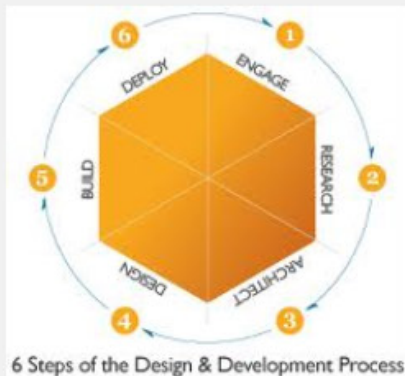 1
ENGAGE
2
RESEARCH
3
ARCHITECT
4
DESIGN
5
BUILD
6
DEPLOY
6 Steps of the Design & Development Process